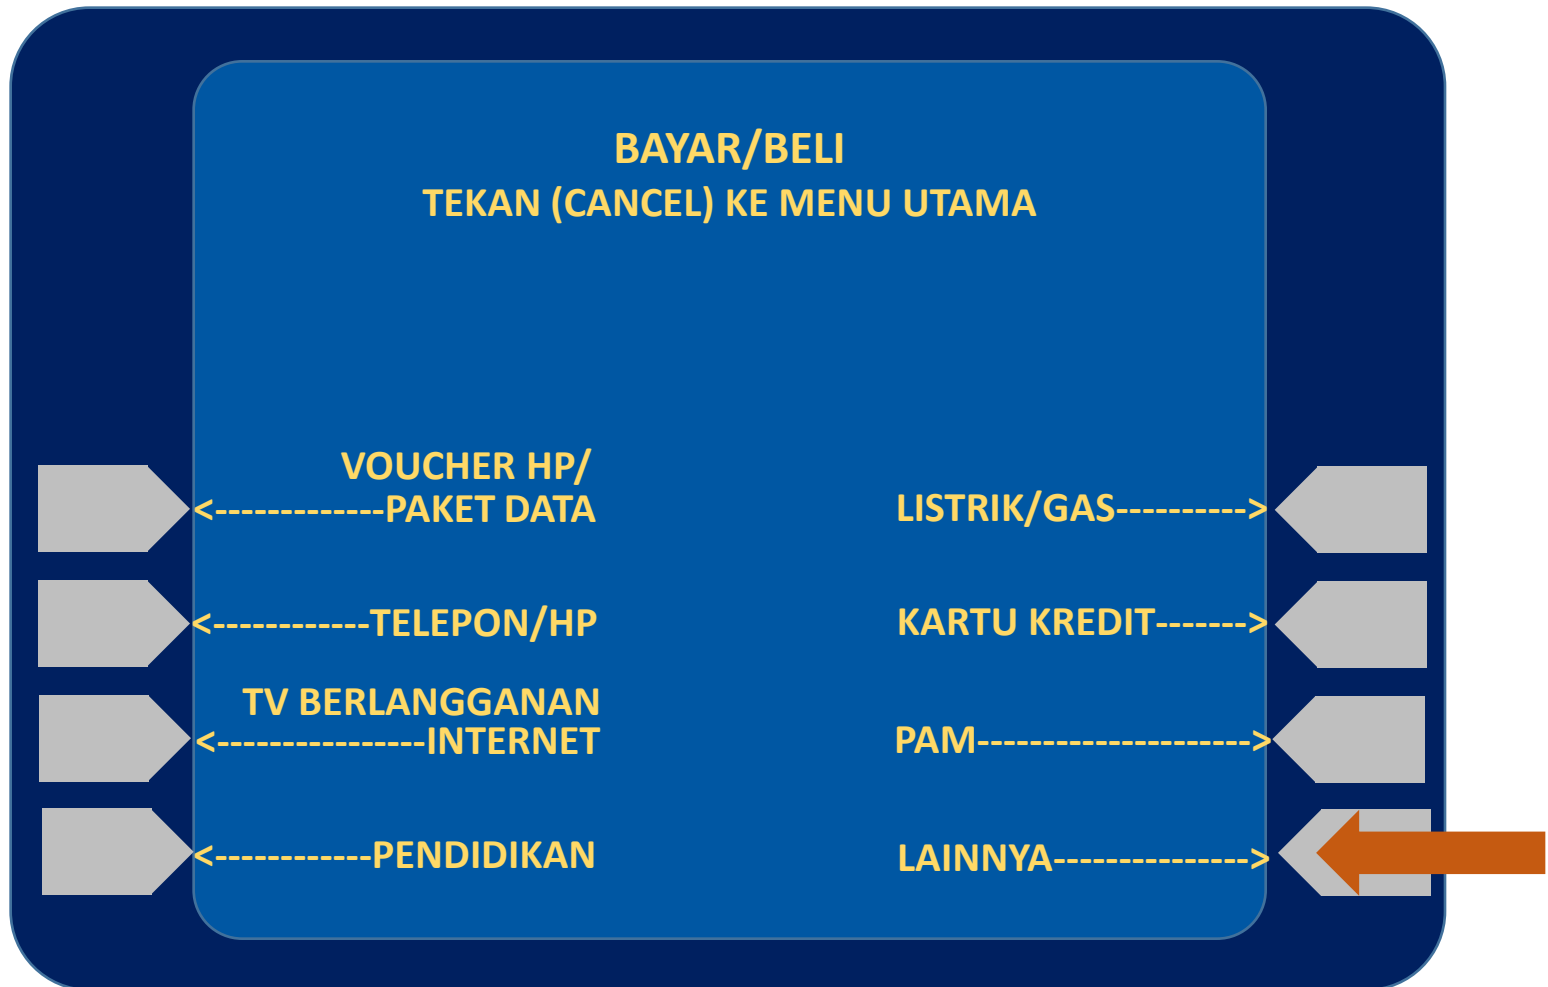 BAYAR/BELI
TEKAN (CANCEL) KE MENU UTAMA
VOUCHER HP/
<-------------PAKET DATA
LISTRIK/GAS---------->
<------------TELEPON/HP
KARTU KREDIT------->
TV BERLANGGANAN
<----------------INTERNET
PAM--------------------->
<------------PENDIDIKAN
LAINNYA--------------->